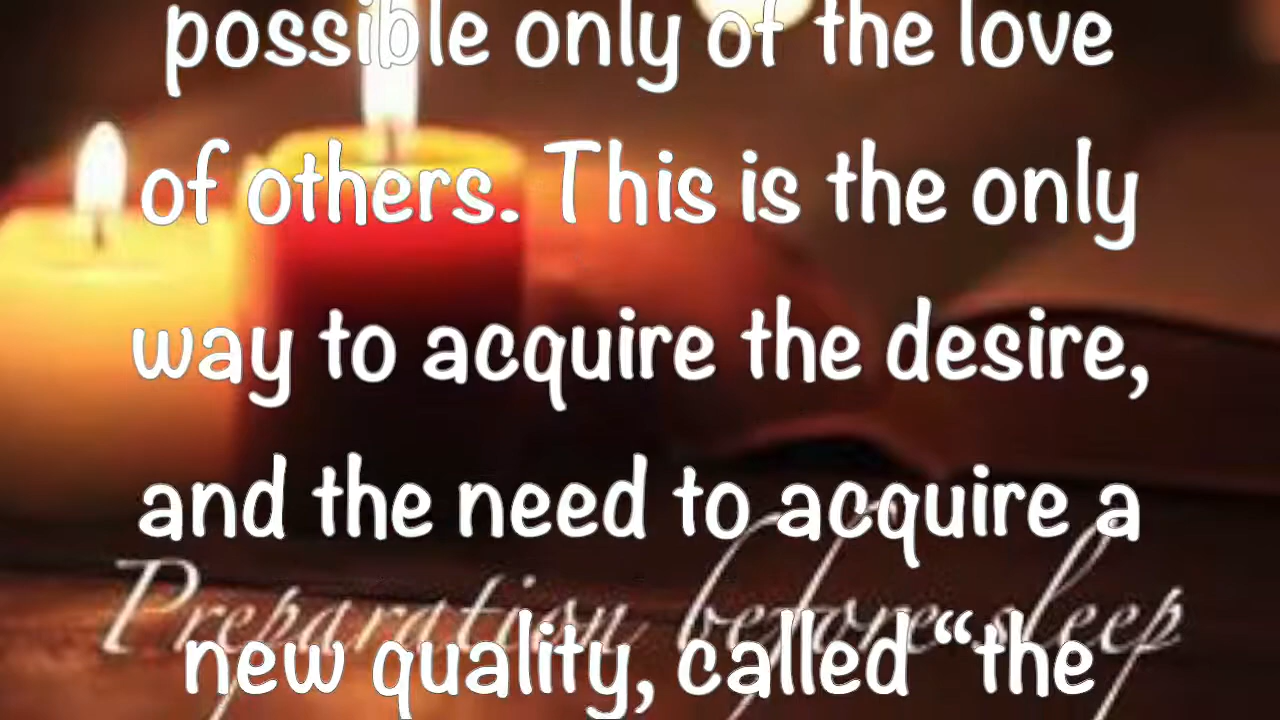 possible only of the love
of others. This is the only
way to acquire the desire,
and the need to acquire a
Preparation before sleep
new quality, called “the